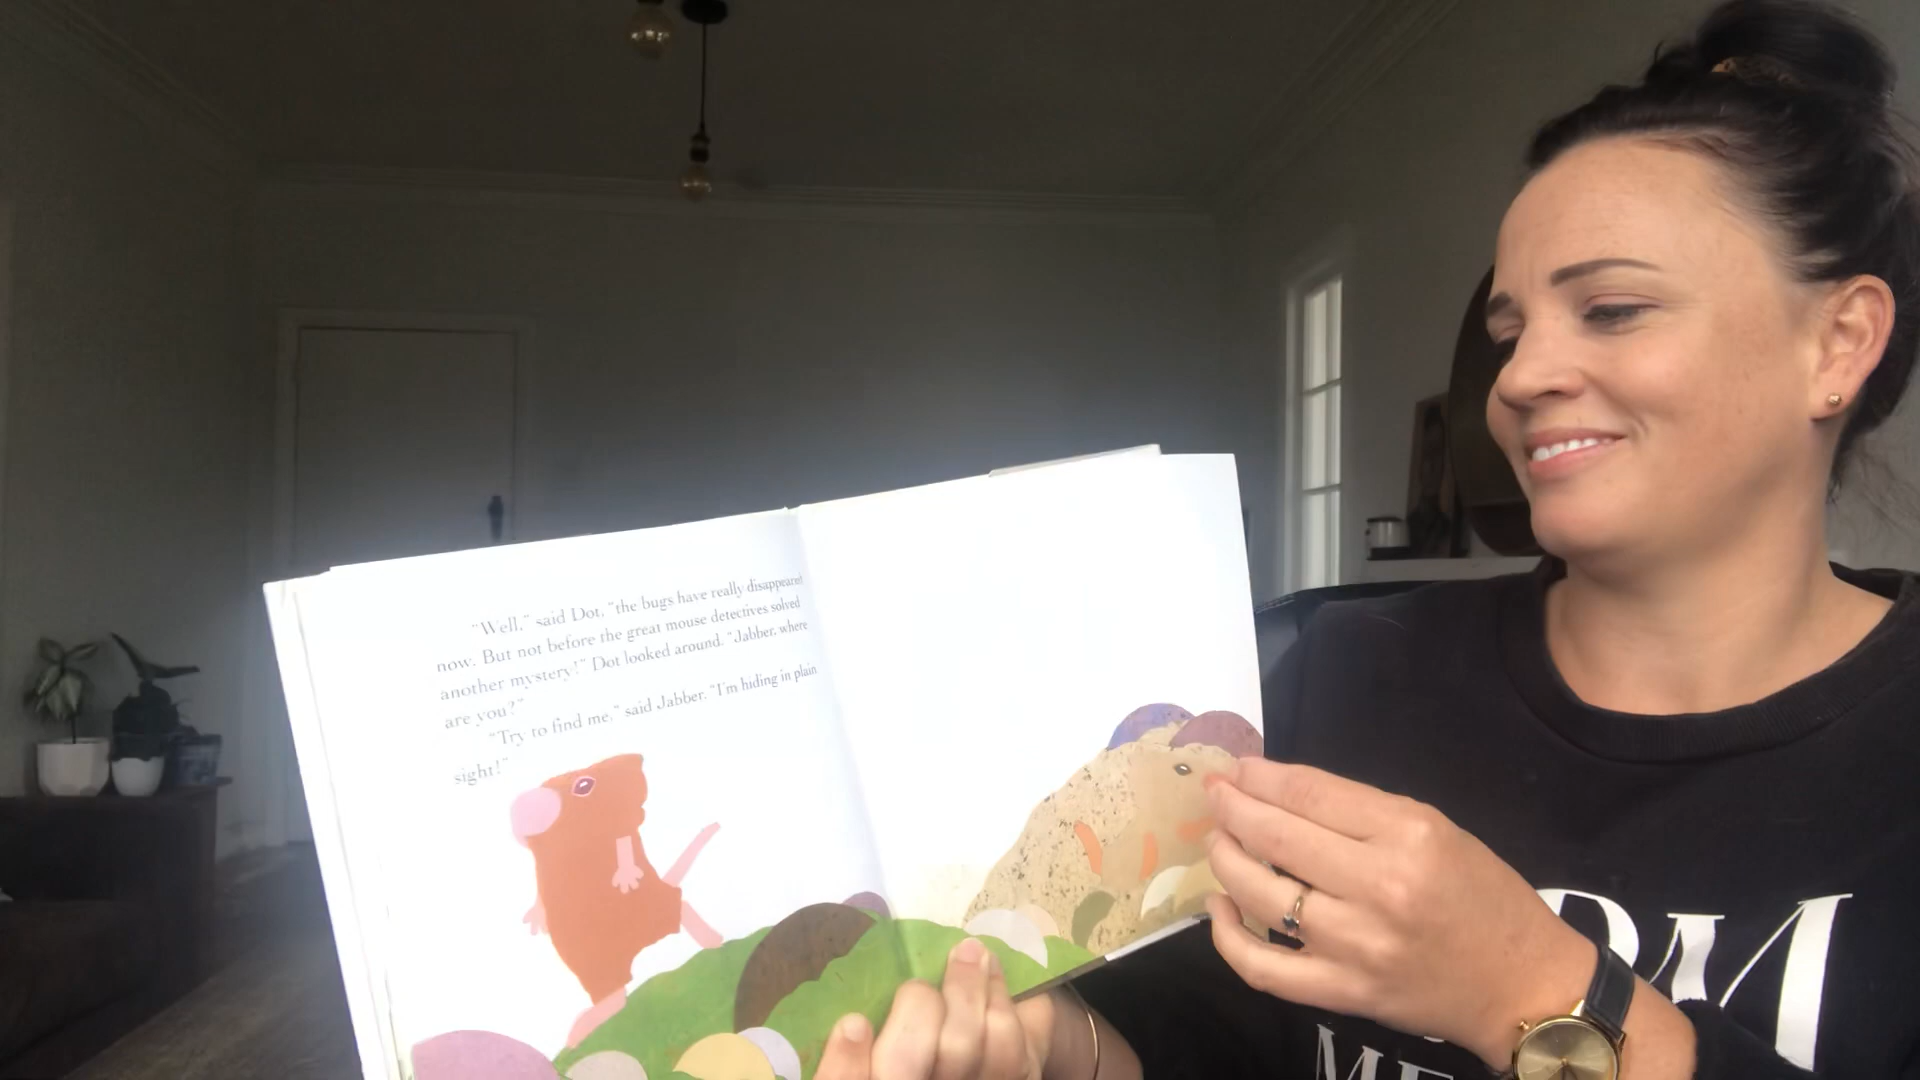 "Well," said Dot, "the bugs have really disappeared
now. But not before the great mouse detectives solved
another mystery!" Dot looked around. "Jabber, where
are you?"
"Try to find me," said Jabber. "I'm hiding in plain
sight!"